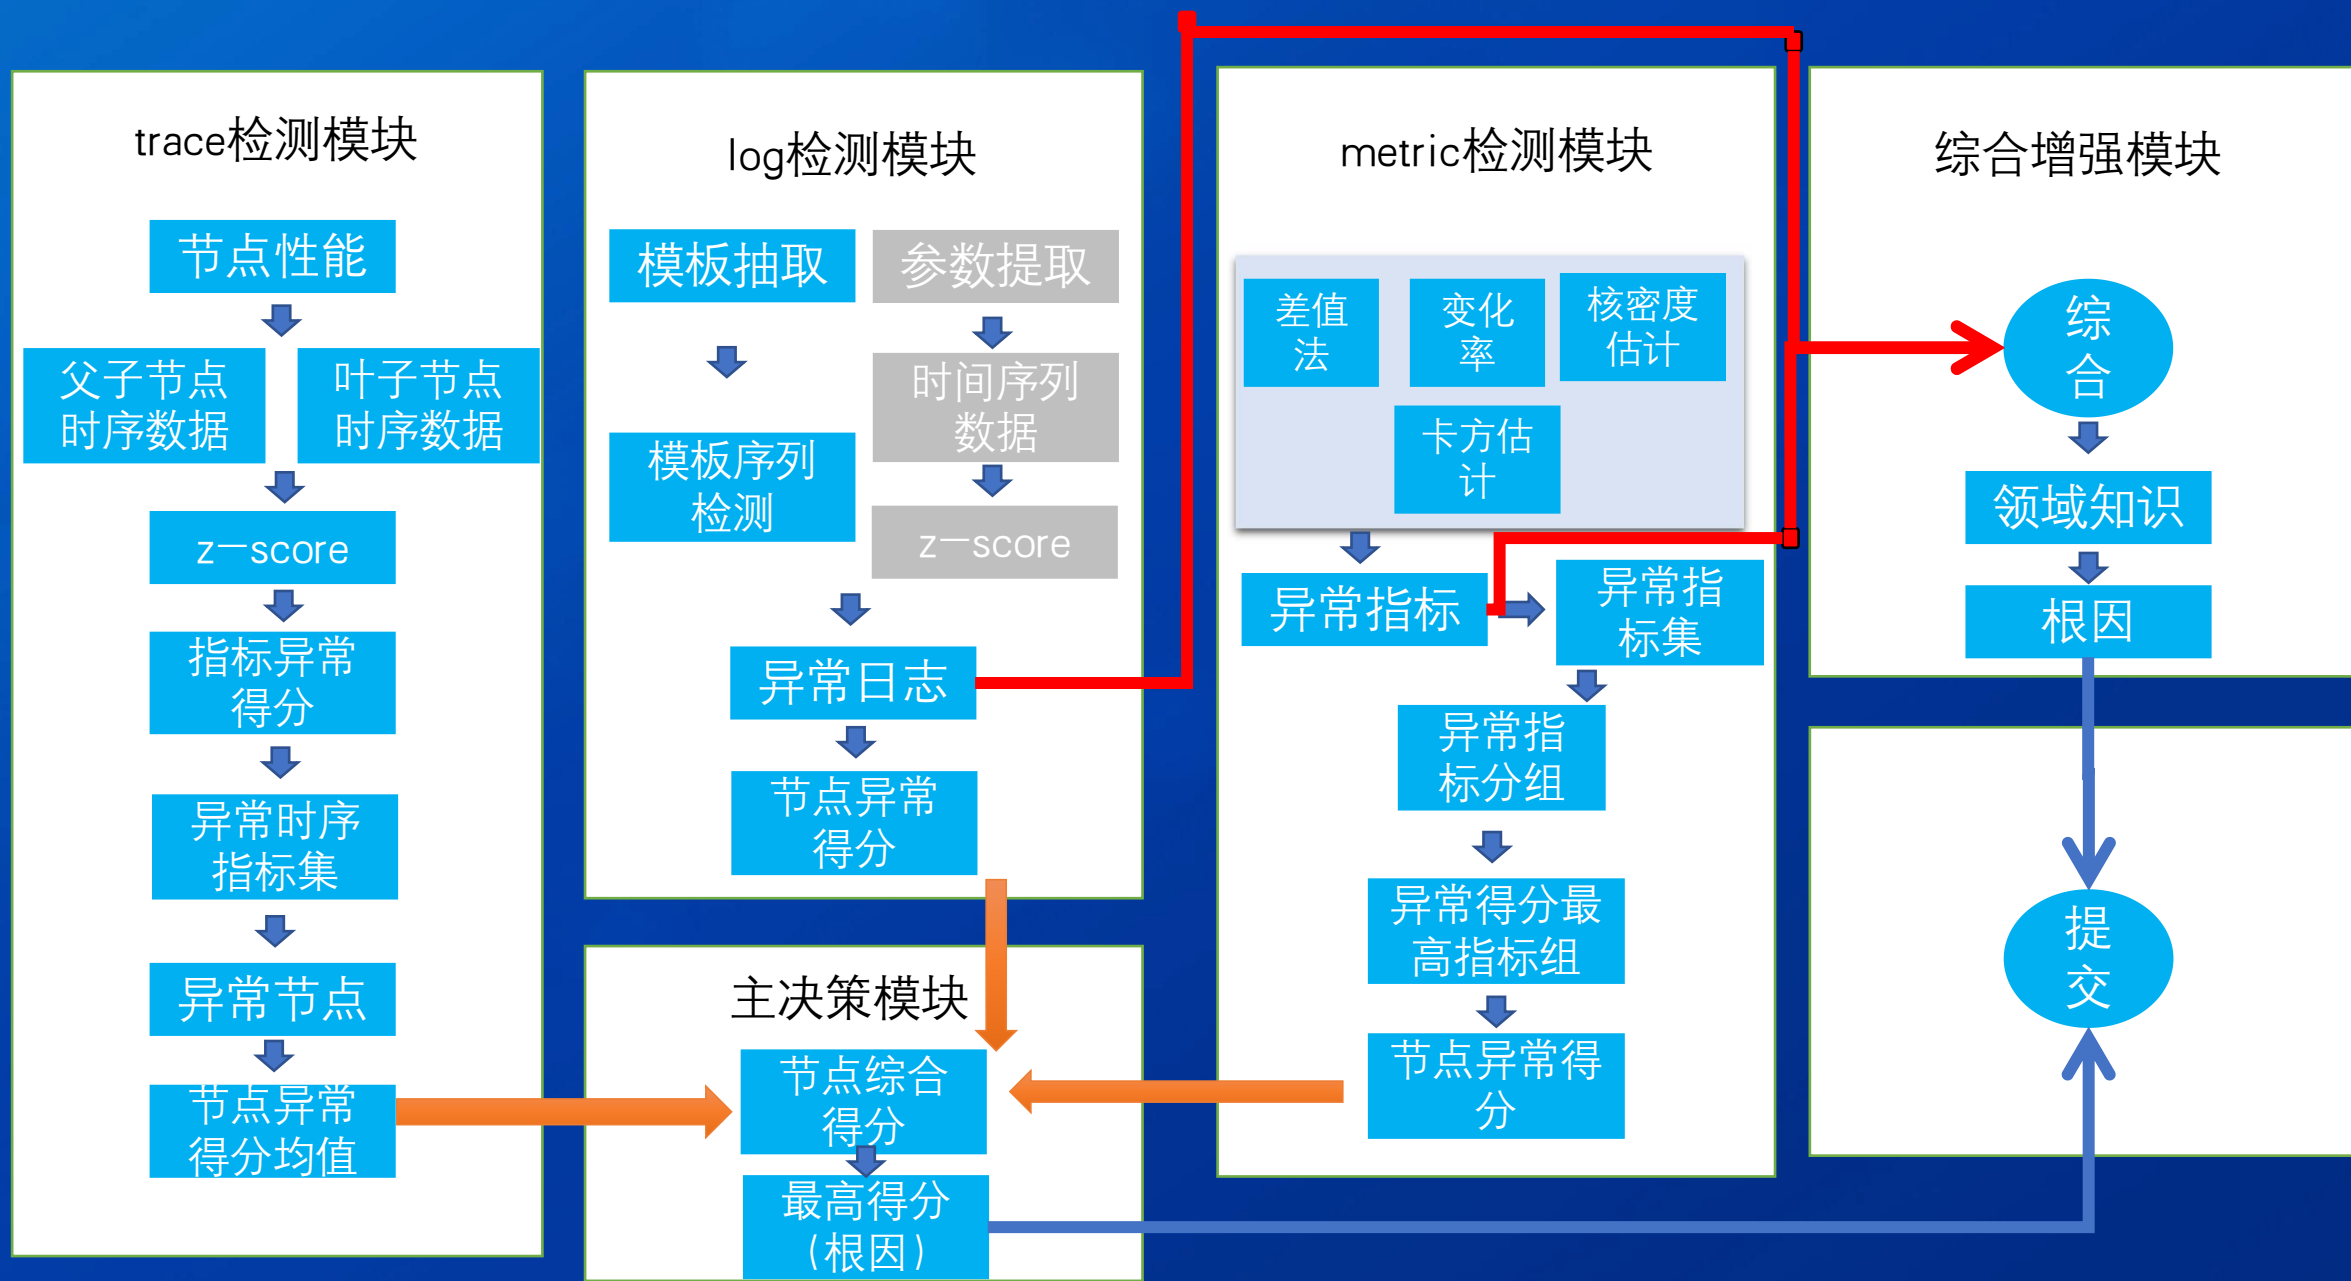 trace检测模块
节点性能
父子节点
时序数据
叶子节点
时序数据
z-score
指标异常
得分
异常时序
指标集
异常节点
节点异常
得分均值
log检测模块
模板抽取
参数提取
时间序列
数据
模板序列
检测
z-score
异常日志
节点异常
得分
主决策模块
节点综合
得分
最高得分
(根因)
metric检测模块
差值
法
变化
率
核密度
估计
卡方估
计
异常指标
异常指
标集
异常指
标分组
异常得分最
高指标组
节点异常得
分
综合增强模块
综
合
领域知识
根因
提
交